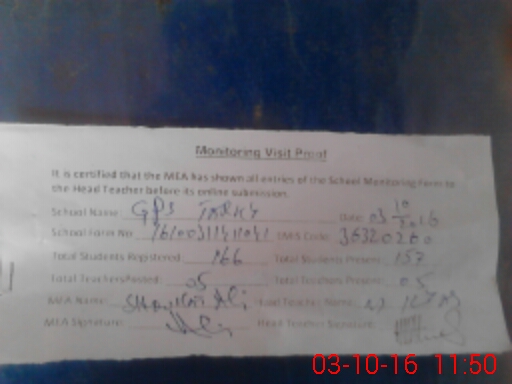 Monitoring Visit Proof
It is certified that the MEA has shown all entries of the School Monitoring Form to
the Head Teacher before its online submission.
School Name: GPS Date: 03
School Form No. EMIS Code: 36320260
Total Students Registered: 166 Total Students Present: 157
Total Teachers Posted: 05 Total Teachers Present: 05
MEA Name: Ali Head Teacher Name:
MEA Signature: Head Teacher Signature:
03-10-16 11:50